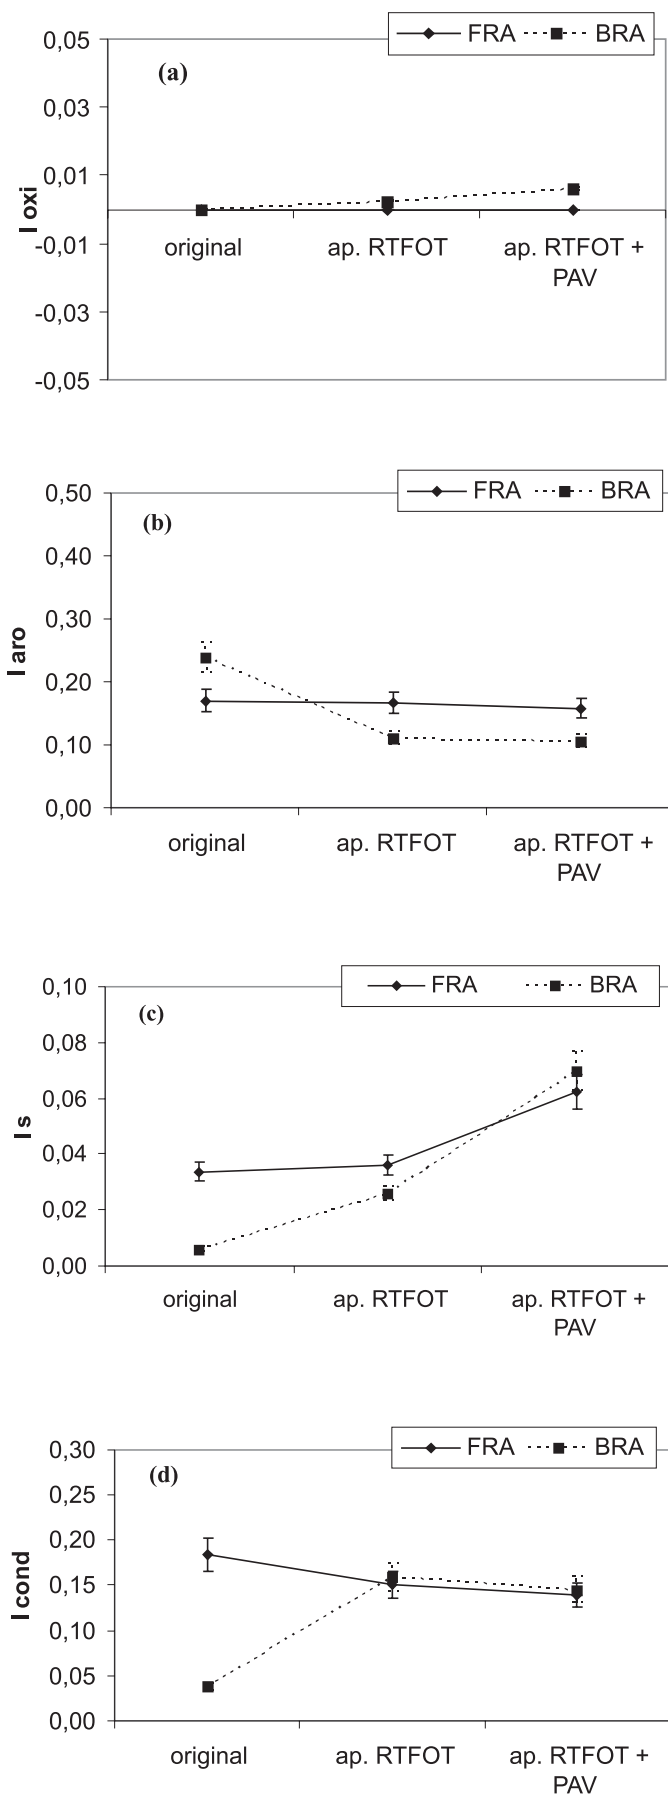 FRA BRA
(a)
0,05
0,03
0,01
-0,01
-0,03
-0,05
I oxi
original ap. RTFOT ap. RTFOT +
PAV
FRA BRA
(b)
0,50
0,40
0,30
0,20
0,10
0,00
I aro
original ap. RTFOT ap. RTFOT +
PAV
FRA BRA
(c)
0,10
0,08
0,06
0,04
0,02
0,00
I s
original ap. RTFOT ap. RTFOT +
PAV
FRA BRA
(d)
0,30
0,25
0,20
0,15
0,10
0,05
0,00
I cond
original ap. RTFOT ap. RTFOT +
PAV